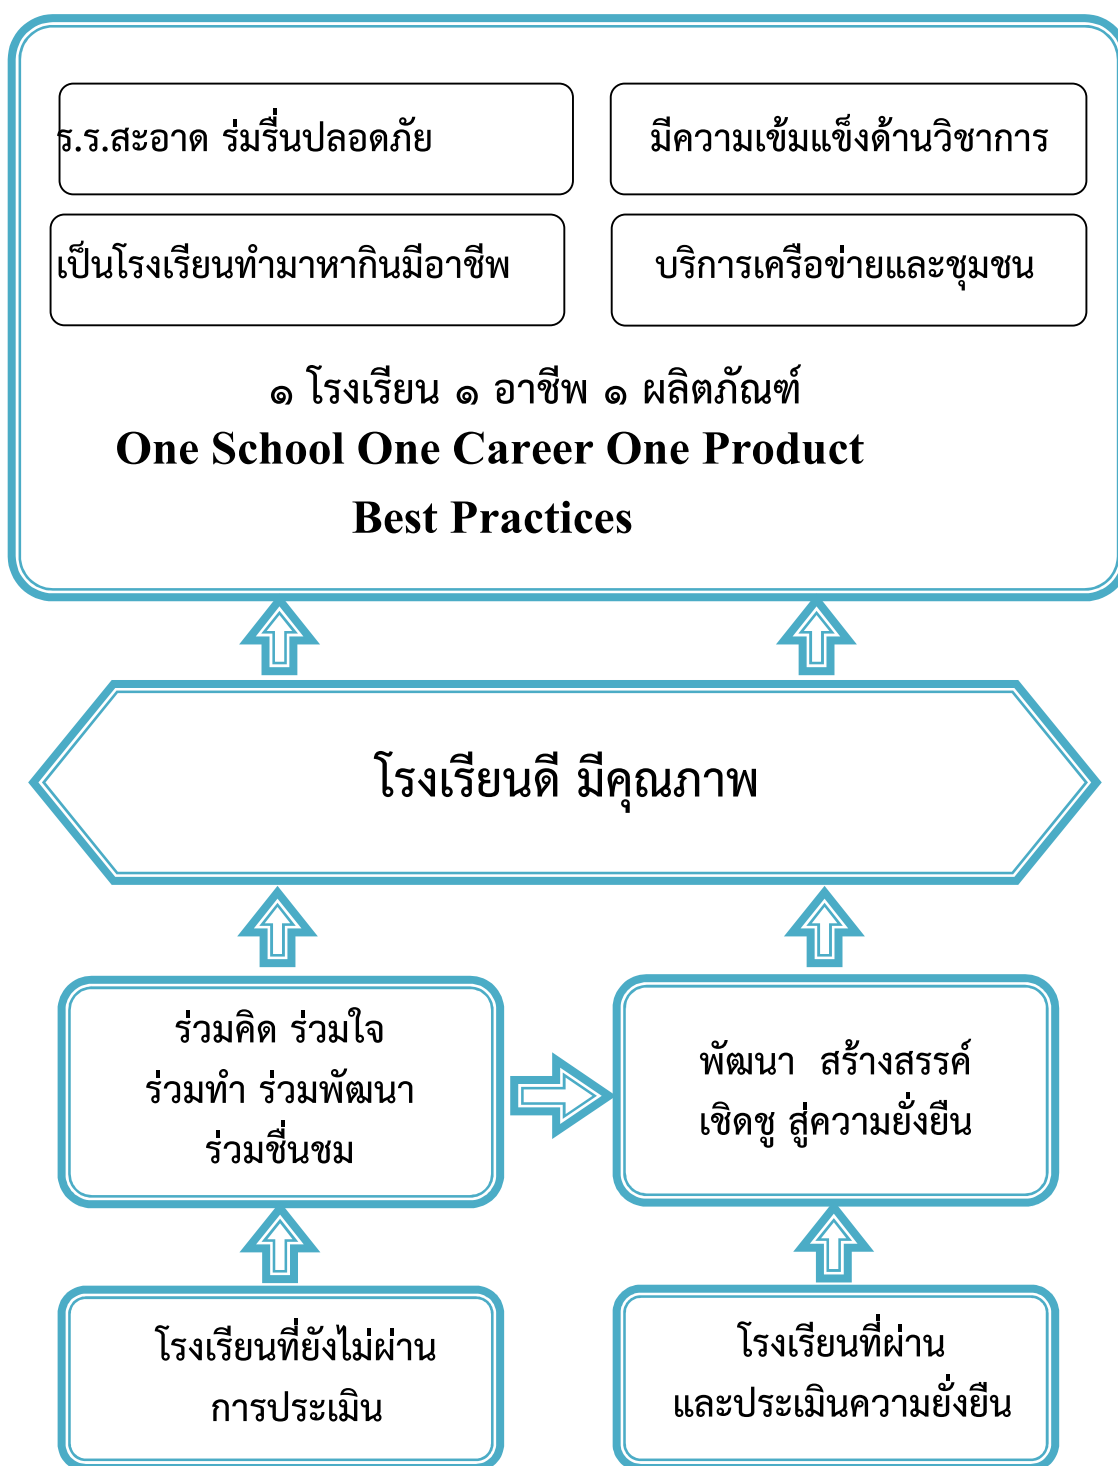 ร.ร.สะอาด ร่มรื่นปลอดภัย
มีความเข้มแข็งด้านวิชาการ
เป็นโรงเรียนทำมาหากินมีอาชีพ
บริการเครือข่ายและชุมชน
๑ โรงเรียน ๑ อาชีพ ๑ ผลิตภัณฑ์
One School One Career One Product
Best Practices
โรงเรียนดี มีคุณภาพ
ร่วมคิด ร่วมใจ
ร่วมทำ ร่วมพัฒนา
ร่วมชื่นชม
พัฒนา สร้างสรรค์
เชิดชู สู่ความยั่งยืน
โรงเรียนที่ยังไม่ผ่าน
การประเมิน
โรงเรียนที่ผ่าน
และประเมินความยั่งยืน